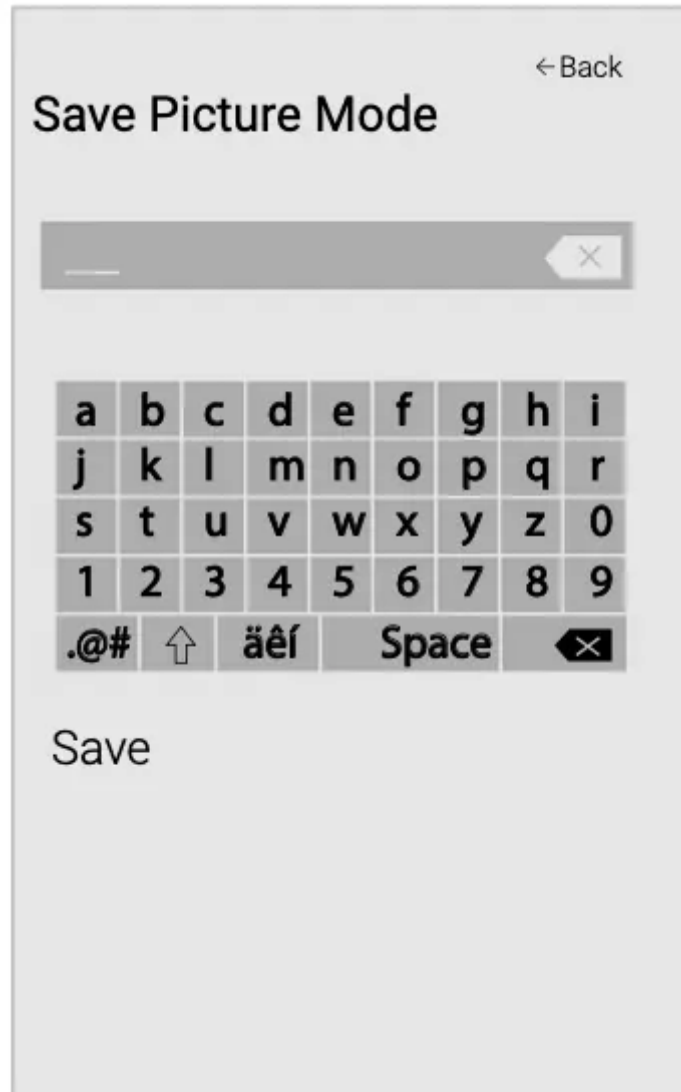 ←Back
Save Picture Mode
a b c d e f g h i
j k l m n o p q r
s t u v w x y z 0
1 2 3 4 5 6 7 8 9
.@# ⇧ äêí Space ⌫
Save